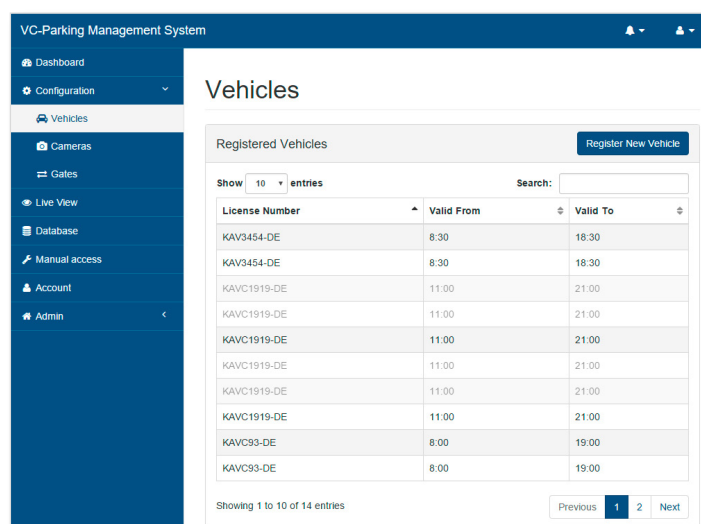 VC-Parking Management System
Dashboard
Configuration
Vehicles
Cameras
Gates
Live View
Database
Manual access
Account
Admin
Vehicles
Registered Vehicles Register New Vehicle
Show 10 entries Search:
License Number Valid From Valid To
KAV3454-DE 8:30 18:30
KAV3454-DE 8:30 18:30
KAVC1919-DE 11:00 21:00
KAVC1919-DE 11:00 21:00
KAVC1919-DE 11:00 21:00
KAVC1919-DE 11:00 21:00
KAVC1919-DE 11:00 21:00
KAVC1919-DE 11:00 21:00
KAVC93-DE 8:00 19:00
KAVC93-DE 8:00 19:00
Showing 1 to 10 of 14 entries Previous 1 2 Next